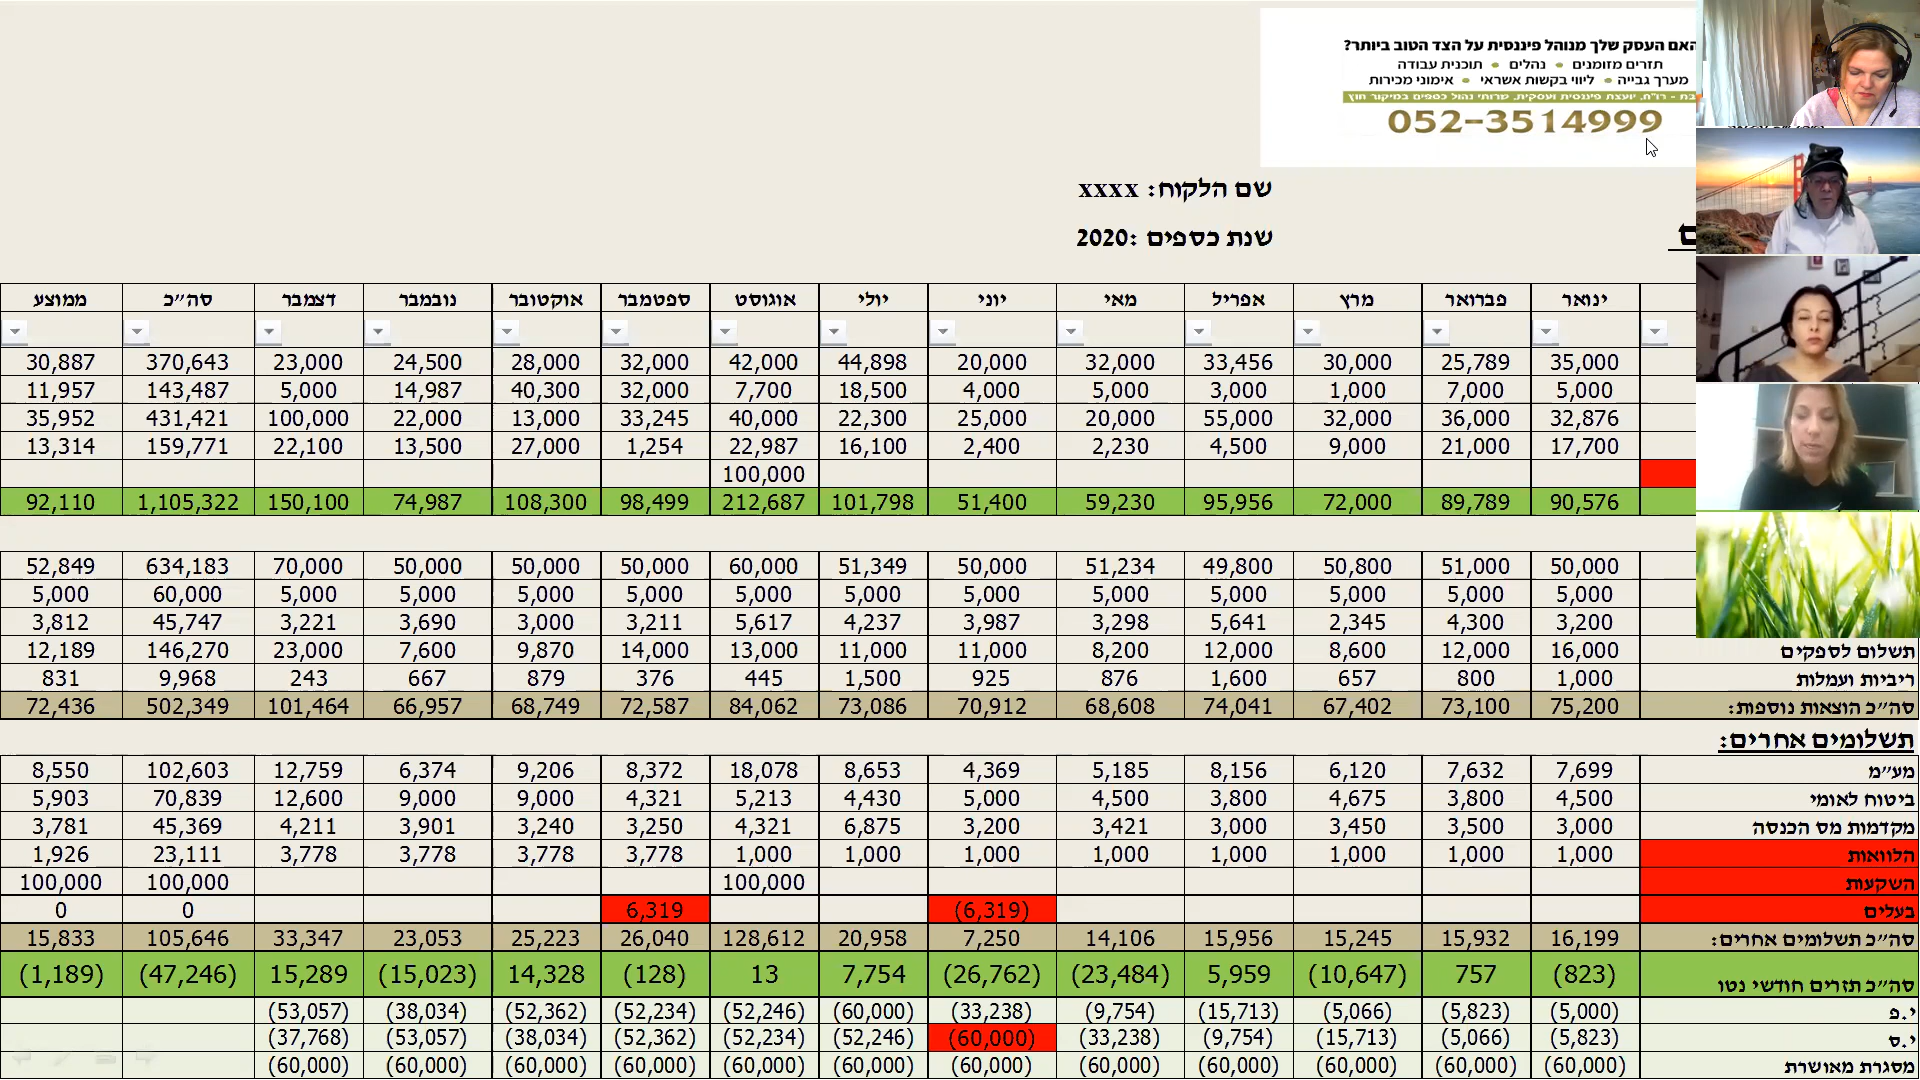 האם העסק שלך מנוהל פיננסית על הצד הטוב ביותר?
תזרים מזומנים • נהלים • תוכנית עבודה
מערך גבייה • ליווי בקשות אשראי • אימוני מכירות
רו"ח, יועצת פיננסית ועסקית, שרותי ניהול כספים במיקור חוץ
052-3514999
שם הלקוח: xxxx
שנת כספים: 2020
ינואר פברואר מרץ אפריל מאי יוני יולי אוגוסט ספטמבר אוקטובר נובמבר דצמבר סה"כ ממוצע
35,000 25,789 30,000 33,456 32,000 20,000 44,898 42,000 32,000 28,000 24,500 23,000 370,643 30,887
5,000 7,000 1,000 3,000 5,000 4,000 18,500 7,700 32,000 40,300 14,987 5,000 143,487 11,957
32,876 36,000 32,000 55,000 20,000 25,000 22,300 40,000 33,245 13,000 22,000 100,000 431,421 35,952
17,700 21,000 9,000 4,500 2,230 2,400 16,100 22,987 1,254 27,000 13,500 22,100 159,771 13,314
100,000
90,576 89,789 72,000 95,956 59,230 51,400 101,798 212,687 98,499 108,300 74,987 150,100 1,105,322 92,110
50,000 51,000 50,800 49,800 51,234 50,000 51,349 60,000 50,000 50,000 50,000 70,000 634,183 52,849
5,000 5,000 5,000 5,000 5,000 5,000 5,000 5,000 5,000 5,000 5,000 5,000 60,000 5,000
3,200 4,300 2,345 5,641 3,298 3,987 4,237 5,617 3,211 3,000 3,690 3,221 45,747 3,812
תשלום לספקים 16,000 12,000 8,600 12,000 8,200 11,000 11,000 13,000 14,000 9,870 7,600 23,000 146,270 12,189
ריביות ועמלות 1,000 800 657 1,600 876 925 1,500 445 376 879 667 243 9,968 831
סה"כ הוצאות נוספות: 75,200 73,100 67,402 74,041 68,608 70,912 73,086 84,062 72,587 68,749 66,957 101,464 502,349 72,436
תשלומים אחרים:
מע"מ 7,699 7,632 6,120 8,156 5,185 4,369 8,653 18,078 8,372 9,206 6,374 12,759 102,603 8,550
ביטוח לאומי 4,500 3,800 4,675 3,800 4,500 5,000 4,430 5,213 4,321 9,000 9,000 12,600 70,839 5,903
מקדמות מס הכנסה 3,000 3,500 3,450 3,000 3,421 3,200 6,875 4,321 3,250 3,240 3,901 4,211 45,369 3,781
הלוואות 1,000 1,000 1,000 1,000 1,000 1,000 1,000 1,000 3,778 3,778 3,778 3,778 23,111 1,926
השקעות 100,000 100,000 100,000
בעלים (6,319) 6,319 0 0
סה"כ תשלומים אחרים: 16,199 15,932 15,245 15,956 14,106 7,250 20,958 128,612 26,040 25,223 23,053 33,347 105,646 15,833
סה"כ תזרים חודשי נטו (823) 757 (10,647) 5,959 (23,484) (26,762) 7,754 13 (128) 14,328 (15,023) 15,289 (47,246) (1,189)
י.פ (5,000) (5,823) (5,066) (15,713) (9,754) (33,238) (60,000) (52,246) (52,234) (52,362) (38,034) (53,057)
י.ס (5,823) (5,066) (15,713) (9,754) (33,238) (60,000) (52,246) (52,234) (52,362) (38,034) (53,057) (37,768)
מסגרת מאושרת (60,000) (60,000) (60,000) (60,000) (60,000) (60,000) (60,000) (60,000) (60,000) (60,000) (60,000) (60,000)